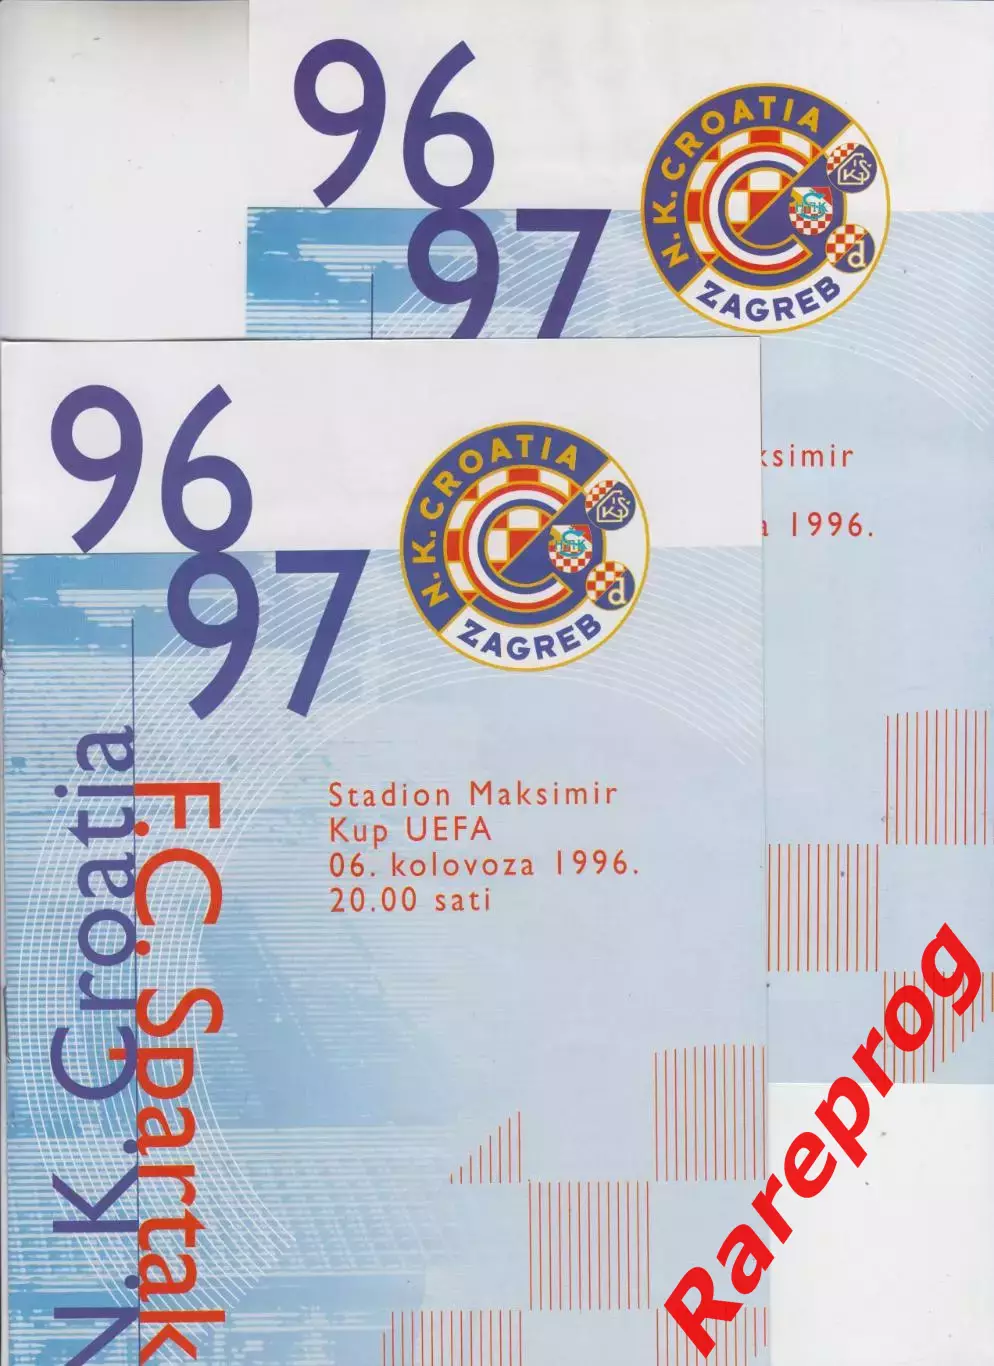 96
97
N.K. CROATIA
ZAGREB
d
ksimir
a 1996.
96
97
N.K. CROATIA
ZAGREB
d
Stadion Maksimir
Kup UEFA
06. kolovoza 1996.
20.00 sati
N.K. Croatia
F.C. Spartak
Rareprog